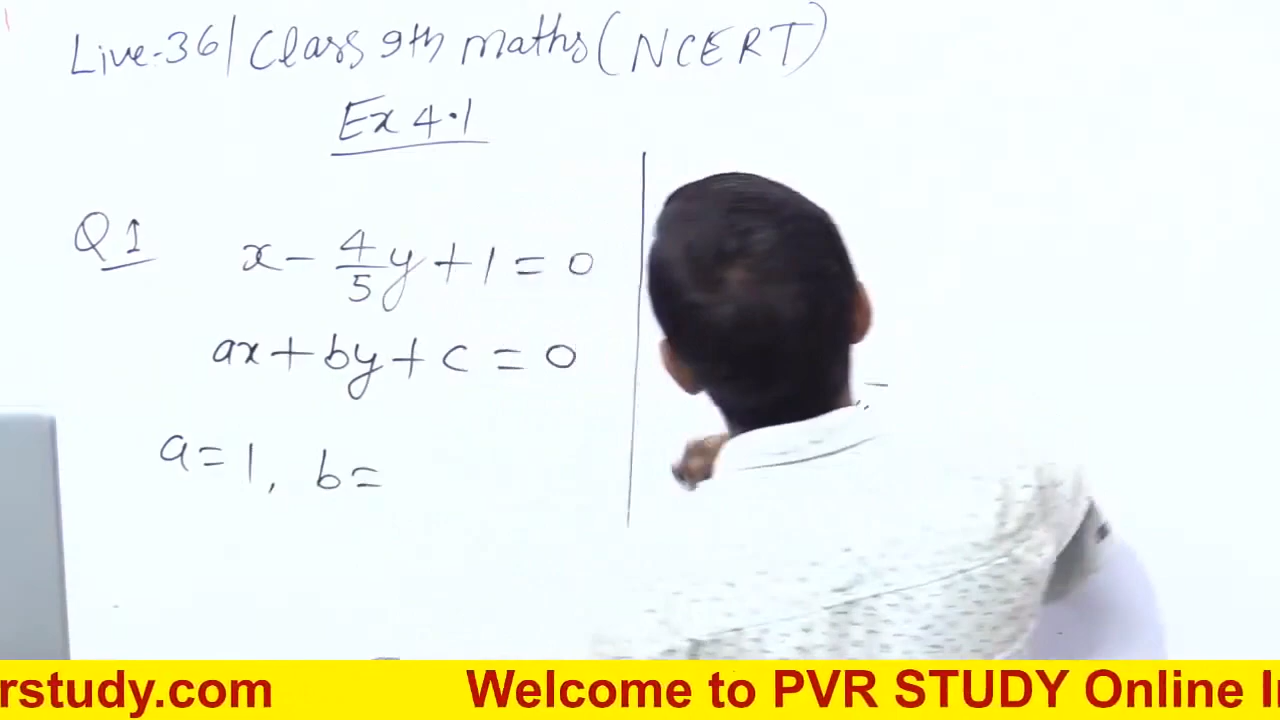 Live-36| Class 9th maths (NCERT)
Ex 4.1
Q1 x - 4/5 y + 1 = 0
ax + by + c = 0
a = 1, b =
rstudy.com Welcome to PVR STUDY Online I